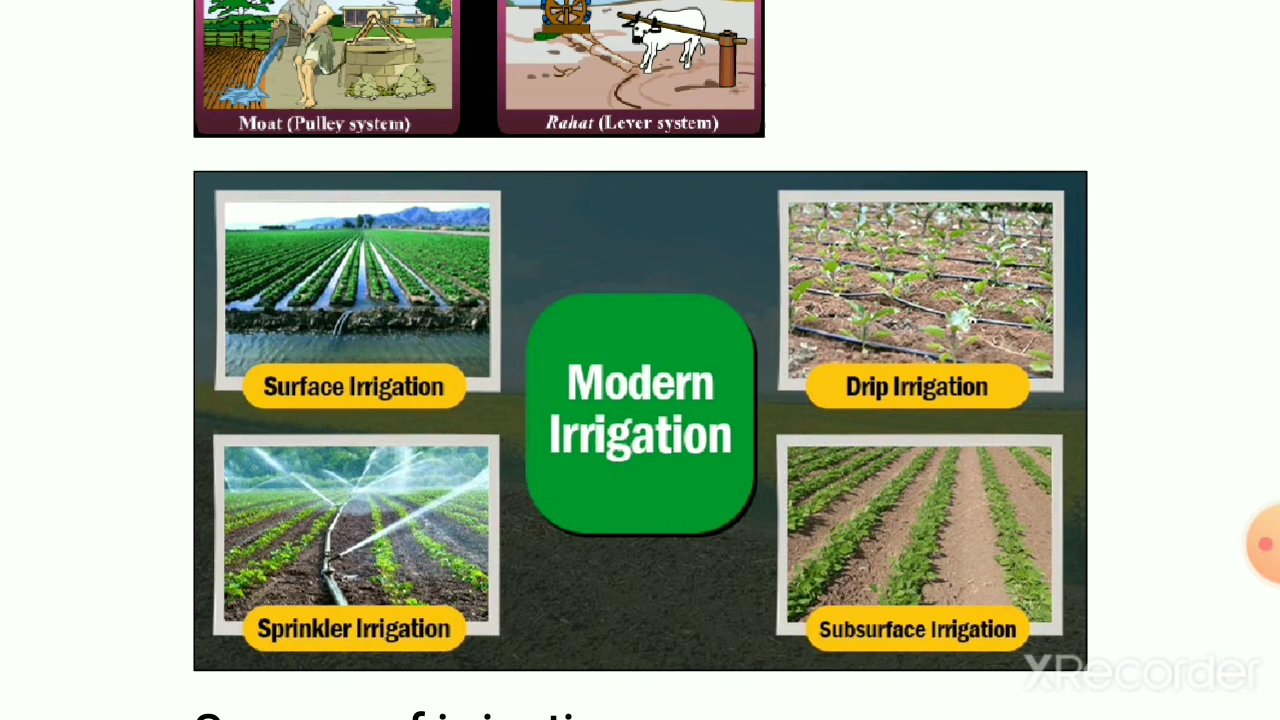 Moat (Pulley system)
Rahat (Lever system)
Surface Irrigation
Drip Irrigation
Modern
Irrigation
Sprinkler Irrigation
Subsurface Irrigation
XRecorder